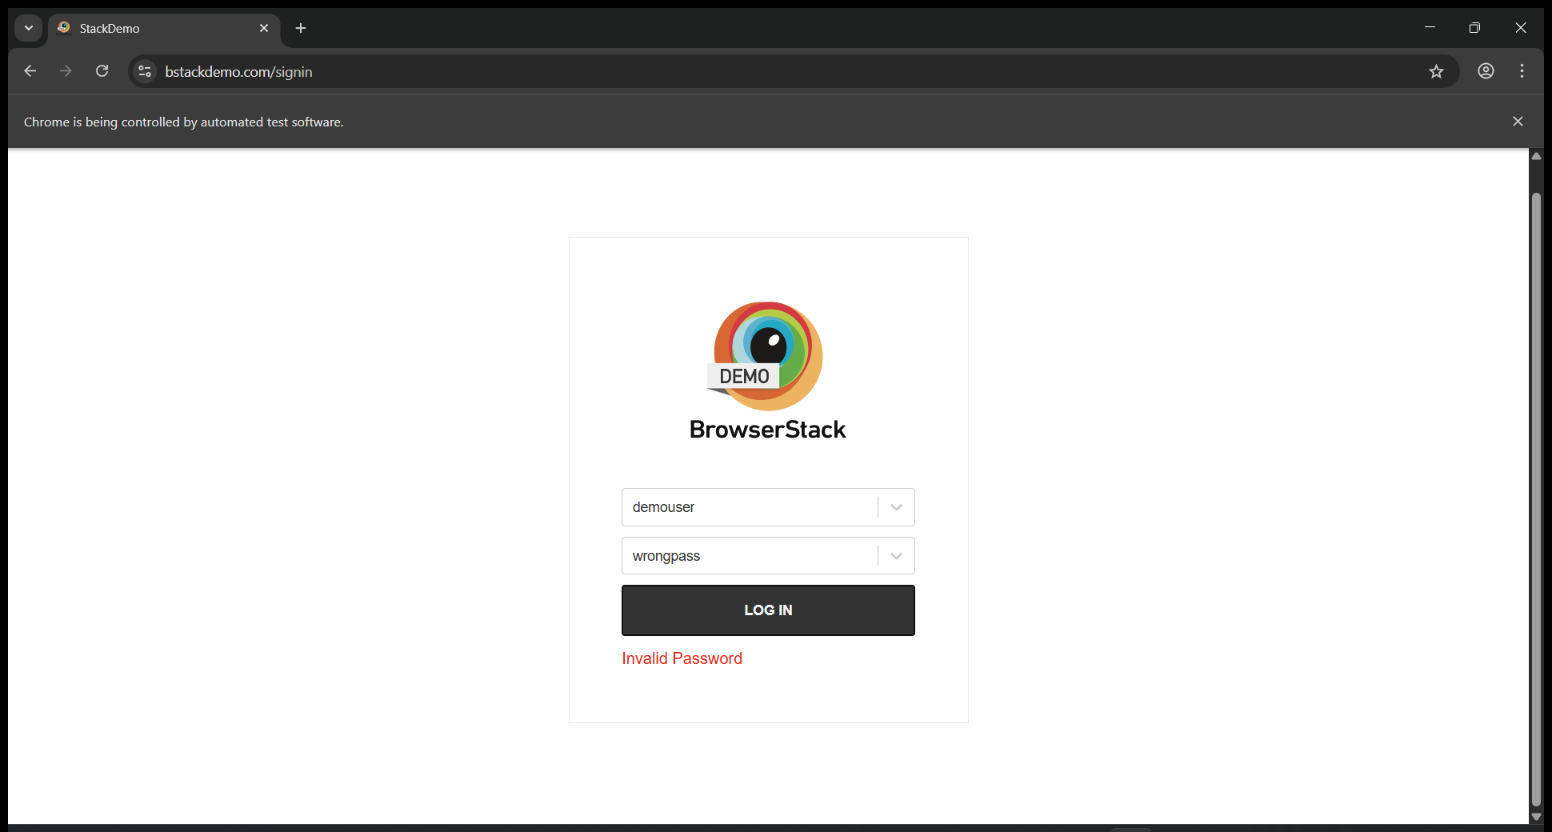 StackDemo
bstackdemo.com/signin
Chrome is being controlled by automated test software.
DEMO
BrowserStack
demouser
wrongpass
LOG IN
Invalid Password